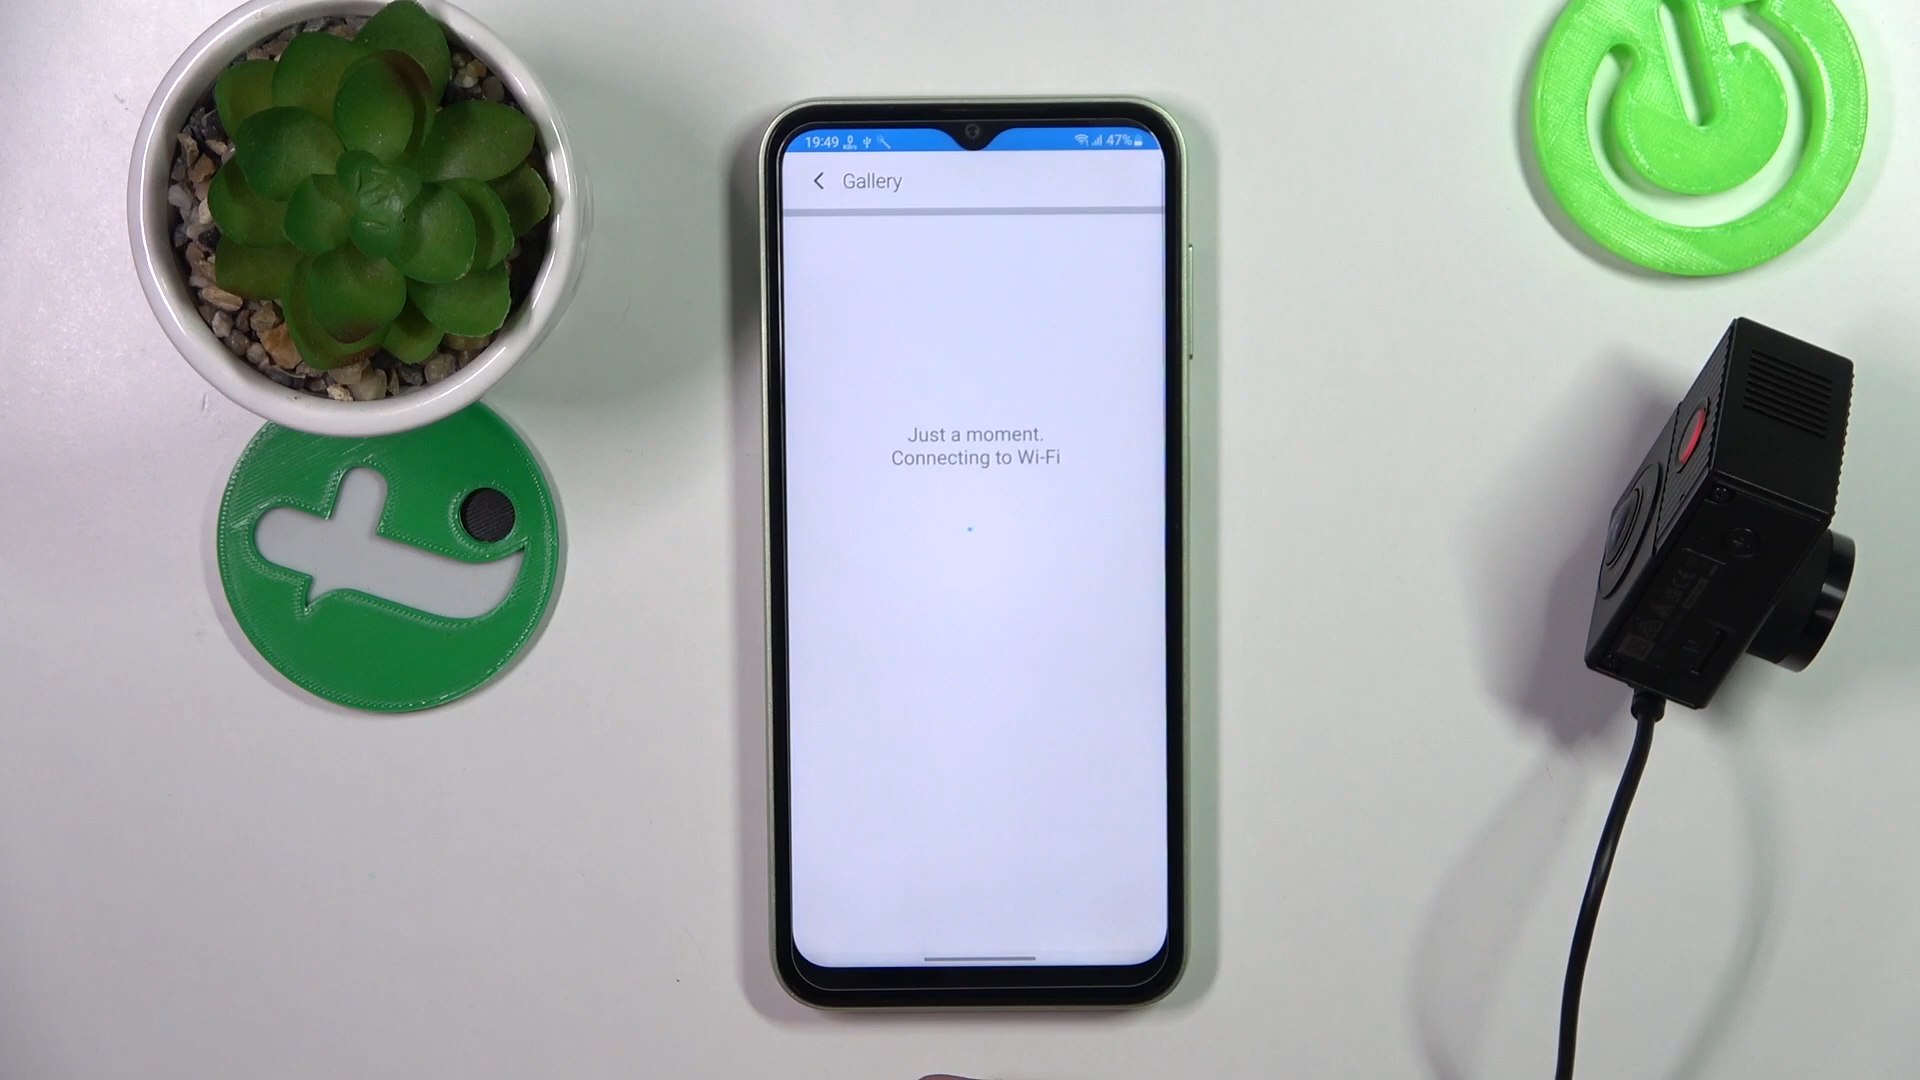 19:49
47%
Gallery
Just a moment.
Connecting to Wi-Fi